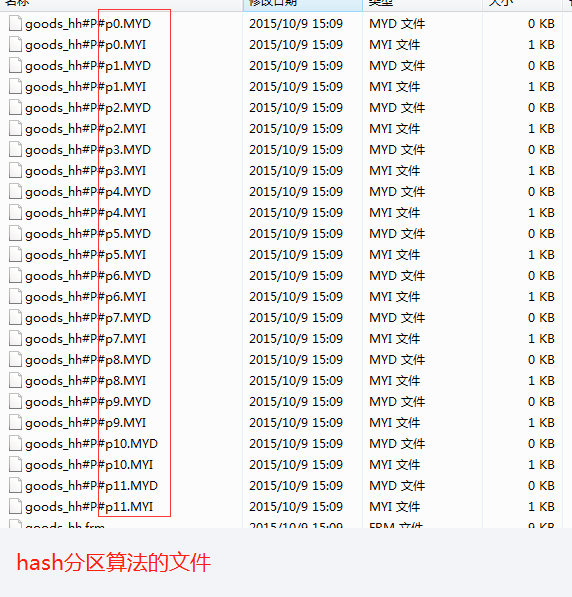 名称 修改日期 类型 大小
goods_hh#P#p0.MYD 2015/10/9 15:09 MYD 文件 0 KB
goods_hh#P#p0.MYI 2015/10/9 15:09 MYI 文件 1 KB
goods_hh#P#p1.MYD 2015/10/9 15:09 MYD 文件 0 KB
goods_hh#P#p1.MYI 2015/10/9 15:09 MYI 文件 1 KB
goods_hh#P#p2.MYD 2015/10/9 15:09 MYD 文件 0 KB
goods_hh#P#p2.MYI 2015/10/9 15:09 MYI 文件 1 KB
goods_hh#P#p3.MYD 2015/10/9 15:09 MYD 文件 0 KB
goods_hh#P#p3.MYI 2015/10/9 15:09 MYI 文件 1 KB
goods_hh#P#p4.MYD 2015/10/9 15:09 MYD 文件 0 KB
goods_hh#P#p4.MYI 2015/10/9 15:09 MYI 文件 1 KB
goods_hh#P#p5.MYD 2015/10/9 15:09 MYD 文件 0 KB
goods_hh#P#p5.MYI 2015/10/9 15:09 MYI 文件 1 KB
goods_hh#P#p6.MYD 2015/10/9 15:09 MYD 文件 0 KB
goods_hh#P#p6.MYI 2015/10/9 15:09 MYI 文件 1 KB
goods_hh#P#p7.MYD 2015/10/9 15:09 MYD 文件 0 KB
goods_hh#P#p7.MYI 2015/10/9 15:09 MYI 文件 1 KB
goods_hh#P#p8.MYD 2015/10/9 15:09 MYD 文件 0 KB
goods_hh#P#p8.MYI 2015/10/9 15:09 MYI 文件 1 KB
goods_hh#P#p9.MYD 2015/10/9 15:09 MYD 文件 0 KB
goods_hh#P#p9.MYI 2015/10/9 15:09 MYI 文件 1 KB
goods_hh#P#p10.MYD 2015/10/9 15:09 MYD 文件 0 KB
goods_hh#P#p10.MYI 2015/10/9 15:09 MYI 文件 1 KB
goods_hh#P#p11.MYD 2015/10/9 15:09 MYD 文件 0 KB
goods_hh#P#p11.MYI 2015/10/9 15:09 MYI 文件 1 KB
goods_hh.frm 2015/10/9 15:09 FRM 文件 9 KB
hash分区算法的文件